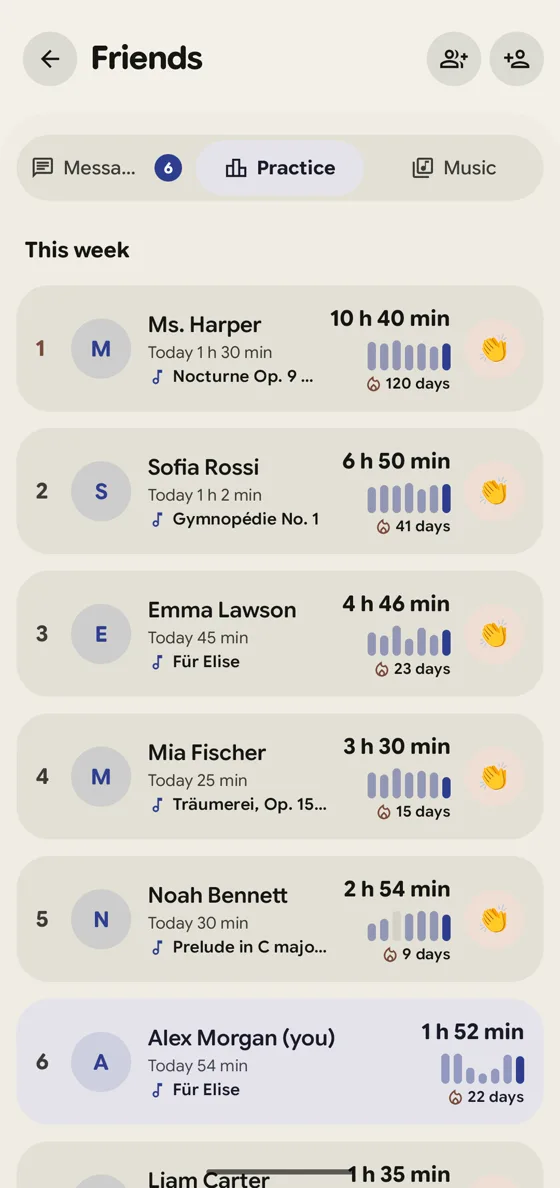 Friends
Messa... 6 Practice Music
This week
1 M Ms. Harper 10 h 40 min
Today 1 h 30 min
Nocturne Op. 9 ... 120 days
2 S Sofia Rossi 6 h 50 min
Today 1 h 2 min
Gymnopédie No. 1 41 days
3 E Emma Lawson 4 h 46 min
Today 45 min
Für Elise 23 days
4 M Mia Fischer 3 h 30 min
Today 25 min
Träumerei, Op. 15... 15 days
5 N Noah Bennett 2 h 54 min
Today 30 min
Prelude in C majo... 9 days
6 A Alex Morgan (you) 1 h 52 min
Today 54 min
Für Elise 22 days
Liam Carter 1 h 35 min